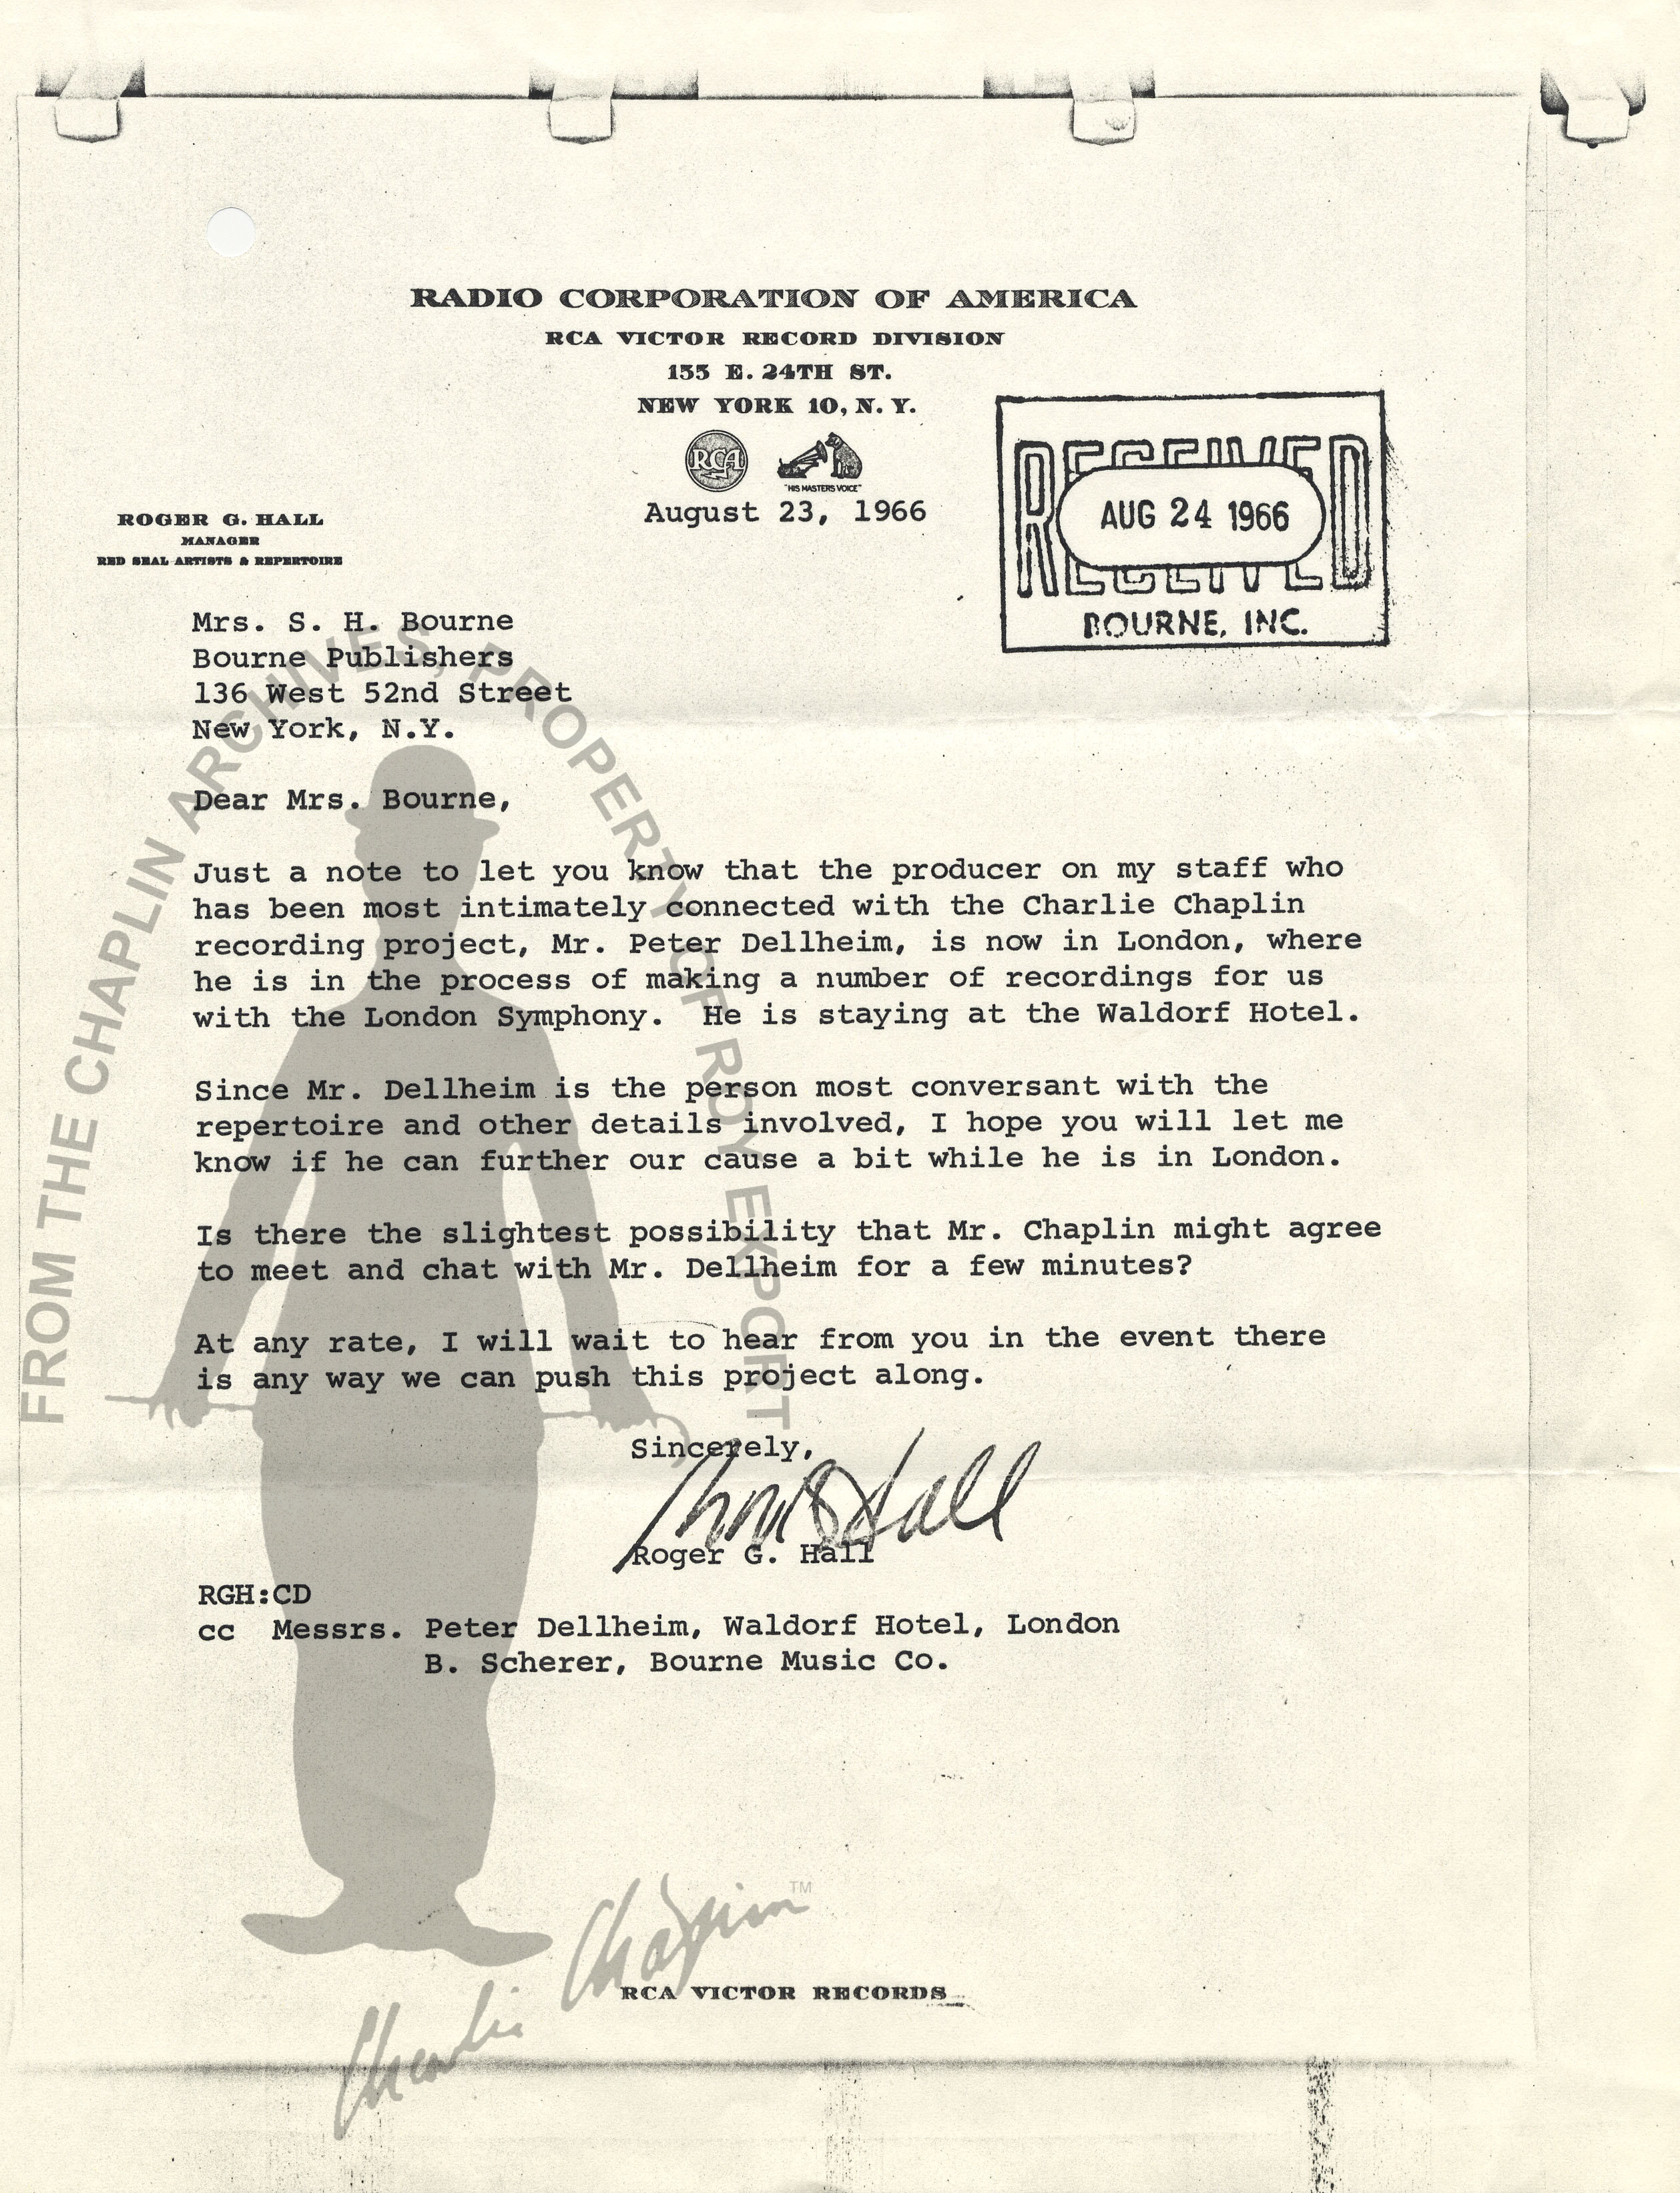 RADIO CORPORATION OF AMERICA
RCA VICTOR RECORD DIVISION
155 E. 24TH ST.
NEW YORK 10, N. Y.
RCA
"HIS MASTERS VOICE"
August 23, 1966
RECEIVED
AUG 24 1966
BOURNE, INC.
ROGER G. HALL
MANAGER
RED SEAL ARTISTS & REPERTOIRE
Mrs. S. H. Bourne
Bourne Publishers
136 West 52nd Street
New York, N.Y.
Dear Mrs. Bourne,
Just a note to let you know that the producer on my staff who
has been most intimately connected with the Charlie Chaplin
recording project, Mr. Peter Dellheim, is now in London, where
he is in the process of making a number of recordings for us
with the London Symphony.  He is staying at the Waldorf Hotel.
Since Mr. Dellheim is the person most conversant with the
repertoire and other details involved, I hope you will let me
know if he can further our cause a bit while he is in London.
Is there the slightest possibility that Mr. Chaplin might agree
to meet and chat with Mr. Dellheim for a few minutes?
At any rate, I will wait to hear from you in the event there
is any way we can push this project along.
Sincerely,
Hall
Roger G. Hall
RGH:CD
cc  Messrs. Peter Dellheim, Waldorf Hotel, London
B. Scherer, Bourne Music Co.
RCA VICTOR RECORDS
FROM THE CHAPLIN ARCHIVES, PROPERTY OF ROY EXPORT
Charlie Chaplin™